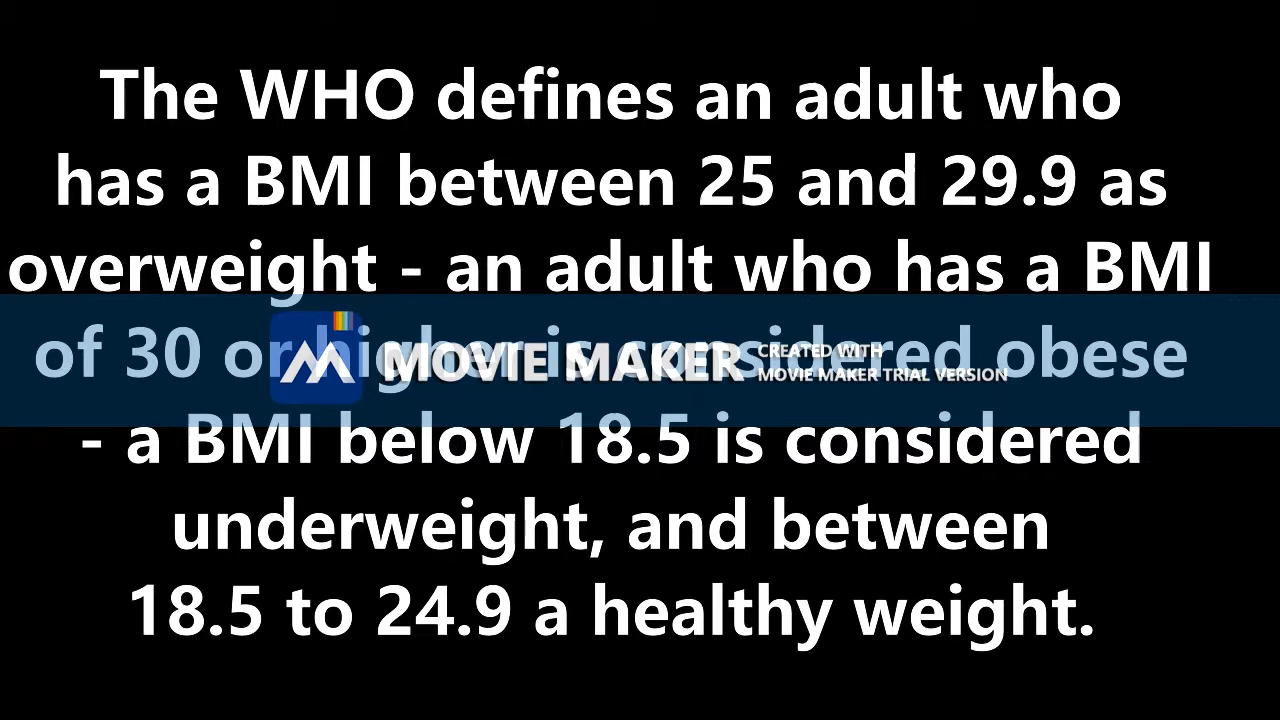 The WHO defines an adult who
has a BMI between 25 and 29.9 as
overweight - an adult who has a BMI
of 30 or higher is considered obese
MOVIE MAKER
CREATED WITH
MOVIE MAKER TRIAL VERSION
- a BMI below 18.5 is considered
underweight, and between
18.5 to 24.9 a healthy weight.